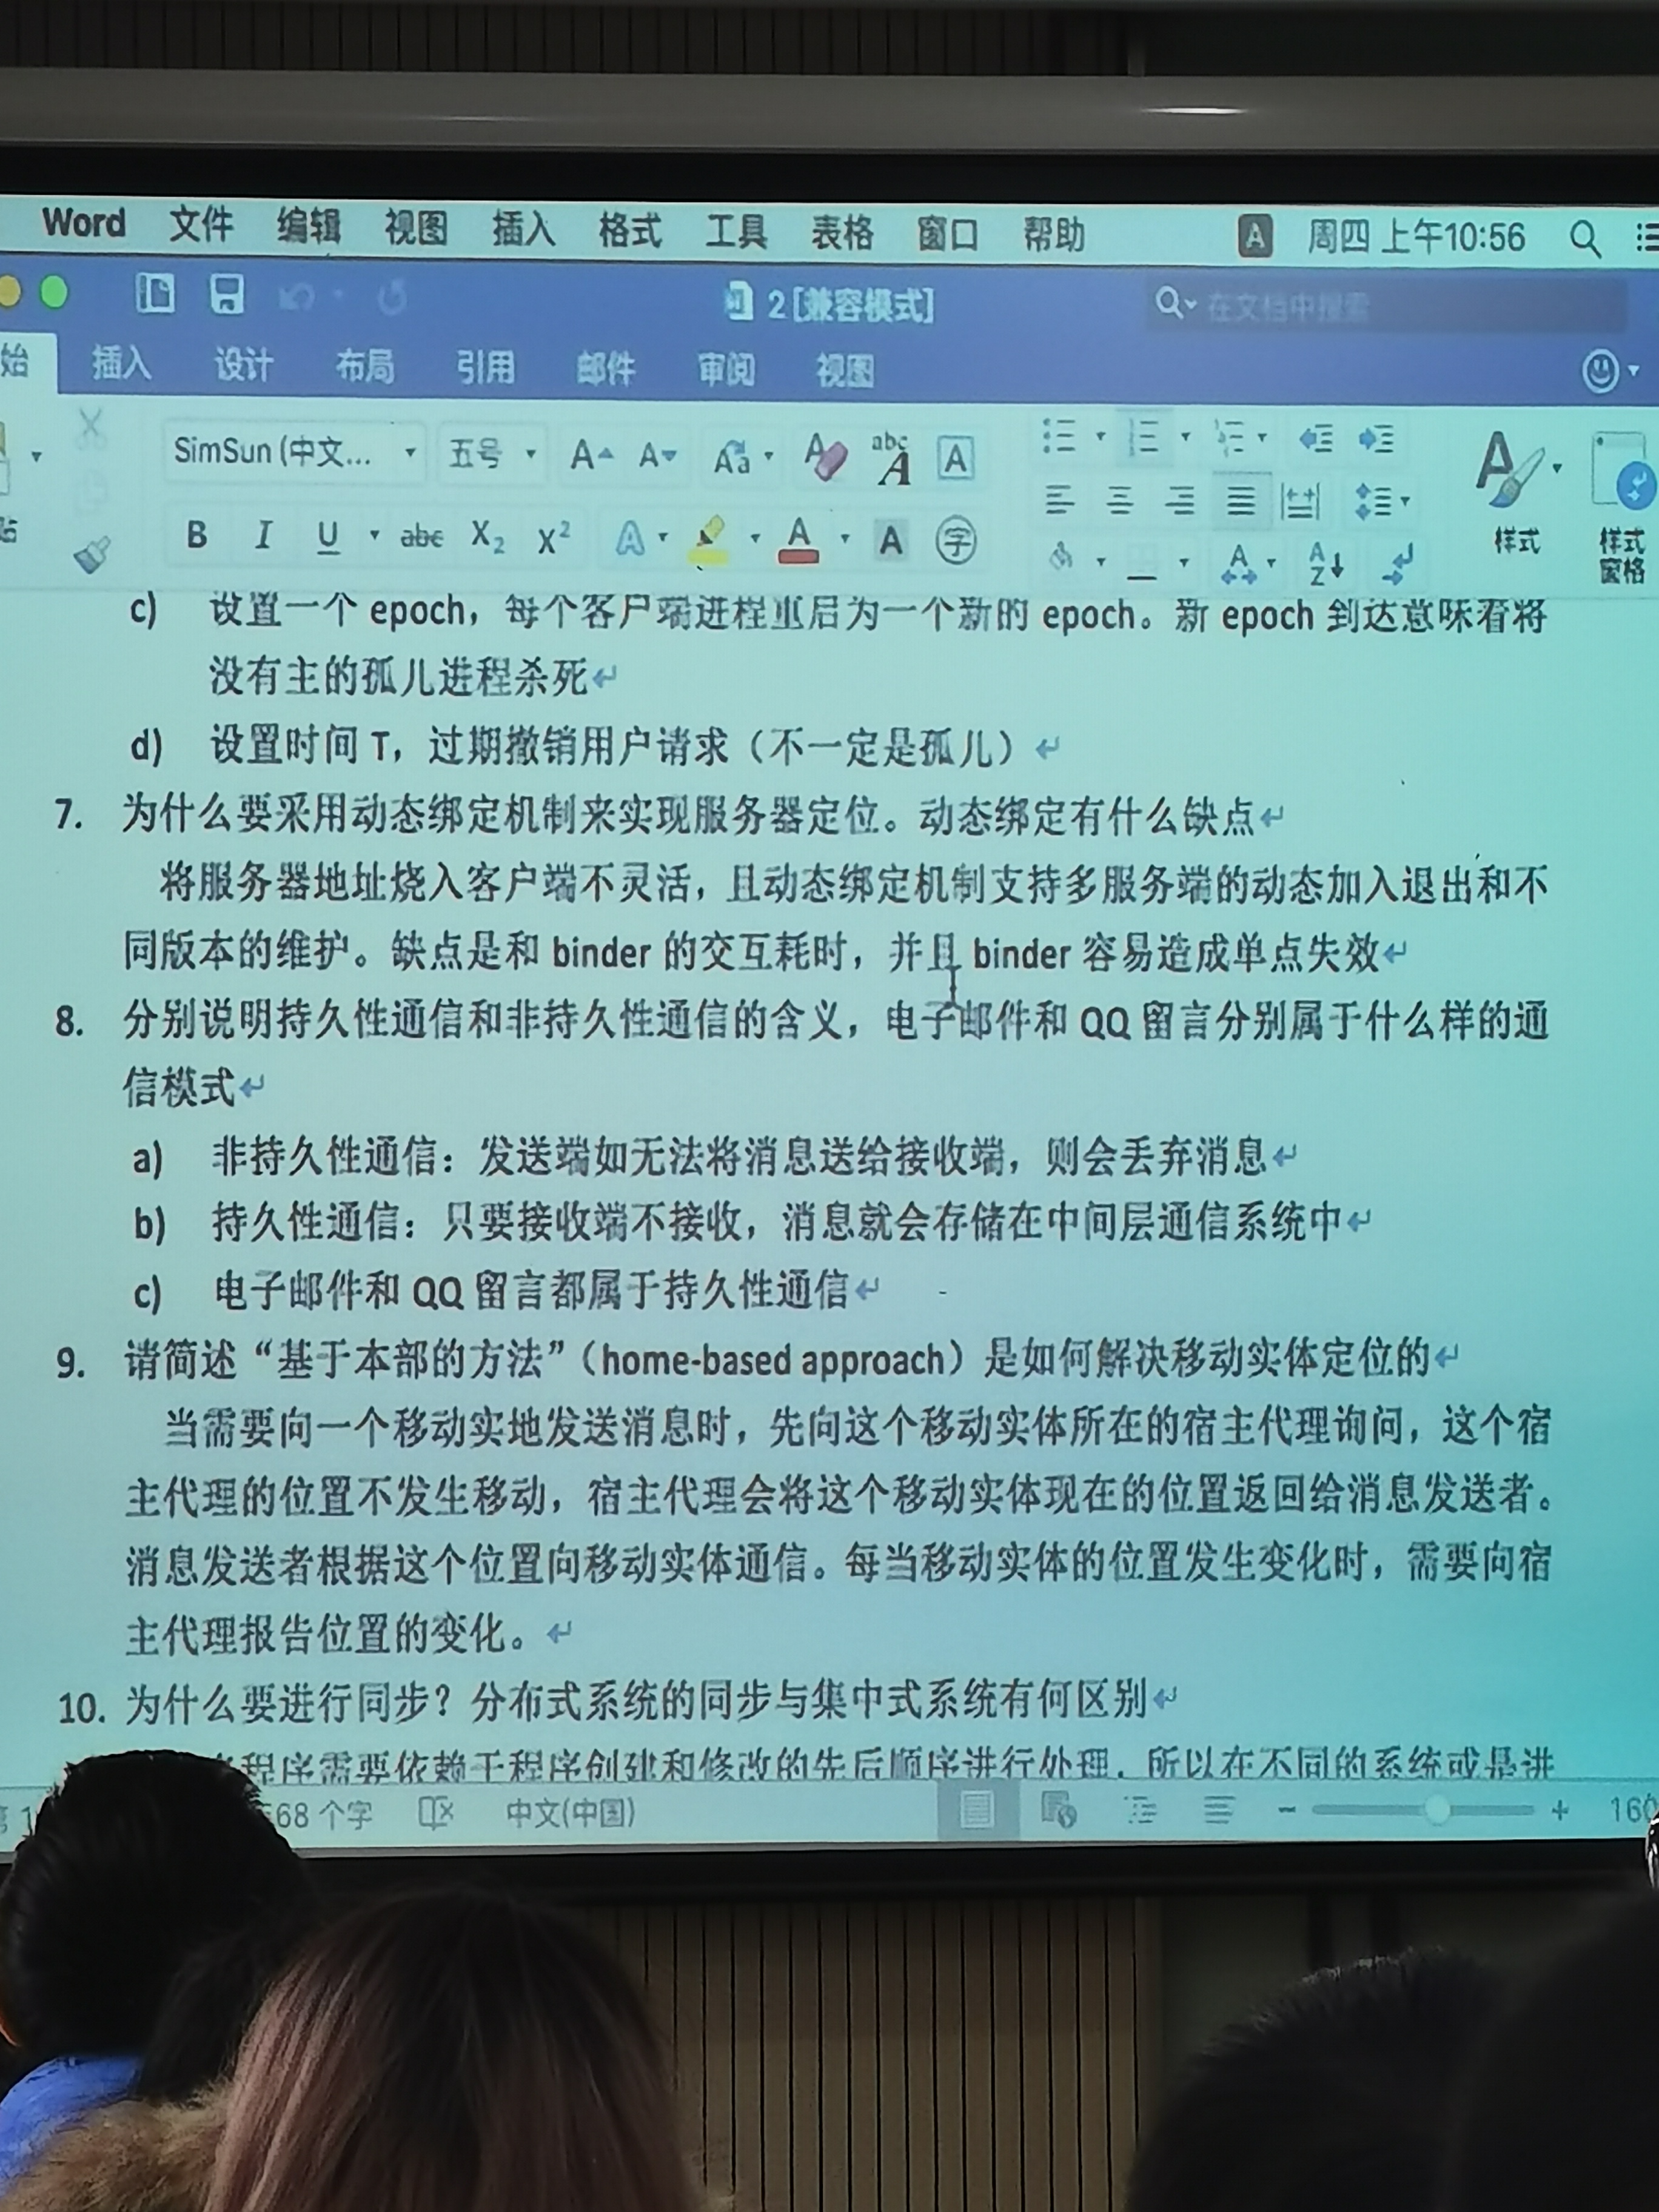 Word 文件 编辑 视图 插入 格式 工具 表格 窗口 帮助 A 周四 上午10:56
2 [兼容模式] 在文档中搜索
始 插入 设计 布局 引用 邮件 审阅 视图
SimSun (中文... 五号 A A Aa A abc A A
B I U abc X₂ X² A A A 字 A A Z 样式 样式
窗格
c) 设置一个 epoch，每个客户端进程重启为一个新的 epoch。新 epoch 到达意味着将
没有主的孤儿进程杀死
d) 设置时间 T，过期撤销用户请求（不一定是孤儿）
7. 为什么要采用动态绑定机制来实现服务器定位。动态绑定有什么缺点
将服务器地址烧入客户端不灵活，且动态绑定机制支持多服务端的动态加入退出和不
同版本的维护。缺点是和 binder 的交互耗时，并且 binder 容易造成单点失效
8. 分别说明持久性通信和非持久性通信的含义，电子邮件和 QQ 留言分别属于什么样的通
信模式
a) 非持久性通信：发送端如无法将消息送给接收端，则会丢弃消息
b) 持久性通信：只要接收端不接收，消息就会存储在中间层通信系统中
c) 电子邮件和 QQ 留言都属于持久性通信
9. 请简述“基于本部的方法”（home-based approach）是如何解决移动实体定位的
当需要向一个移动实地发送消息时，先向这个移动实体所在的宿主代理询问，这个宿
主代理的位置不发生移动，宿主代理会将这个移动实体现在的位置返回给消息发送者。
消息发送者根据这个位置向移动实体通信。每当移动实体的位置发生变化时，需要向宿
主代理报告位置的变化。
10. 为什么要进行同步？分布式系统的同步与集中式系统有何区别
程序需要依赖于程序创建和修改的先后顺序进行处理，所以在不同的系统或是进
68 个字 中文(中国) 160